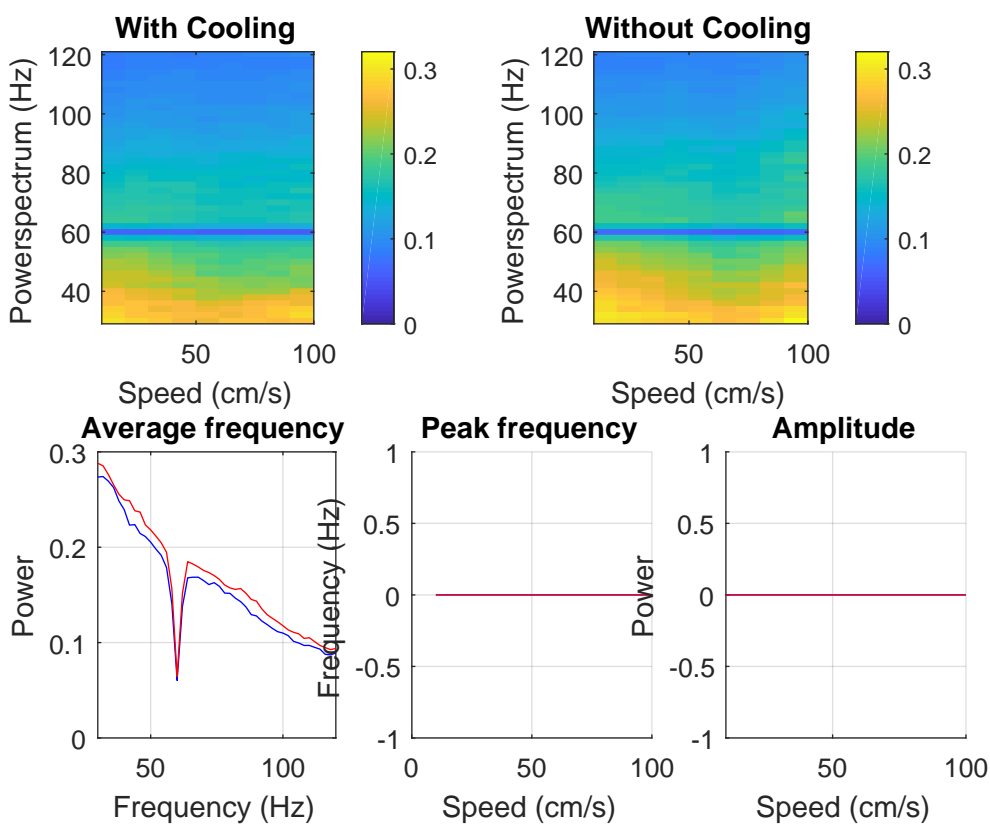 With Cooling
Powerspectrum (Hz)
120
100
80
60
40
50
100
Speed (cm/s)
0.3
0.2
0.1
0
Without Cooling
Powerspectrum (Hz)
120
100
80
60
40
50
100
Speed (cm/s)
0.3
0.2
0.1
0
Average frequency
Power
0.3
0.2
0.1
0
50
100
Frequency (Hz)
Peak frequency
Frequency (Hz)
1
0.5
0
-0.5
-1
0
50
100
Speed (cm/s)
Amplitude
Power
1
0.5
0
-0.5
-1
50
100
Speed (cm/s)